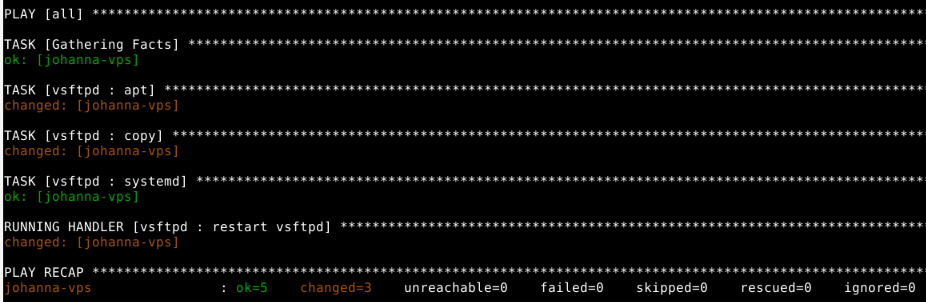 PLAY [all] ********************************************************************************************************
TASK [Gathering Facts] ********************************************************************************************
ok: [johanna-vps]
TASK [vsftpd : apt] ***********************************************************************************************
changed: [johanna-vps]
TASK [vsftpd : copy] **********************************************************************************************
changed: [johanna-vps]
TASK [vsftpd : systemd] *******************************************************************************************
ok: [johanna-vps]
RUNNING HANDLER [vsftpd : restart vsftpd] *************************************************************************
changed: [johanna-vps]
PLAY RECAP ********************************************************************************************************
johanna-vps                : ok=5    changed=3    unreachable=0    failed=0    skipped=0    rescued=0    ignored=0